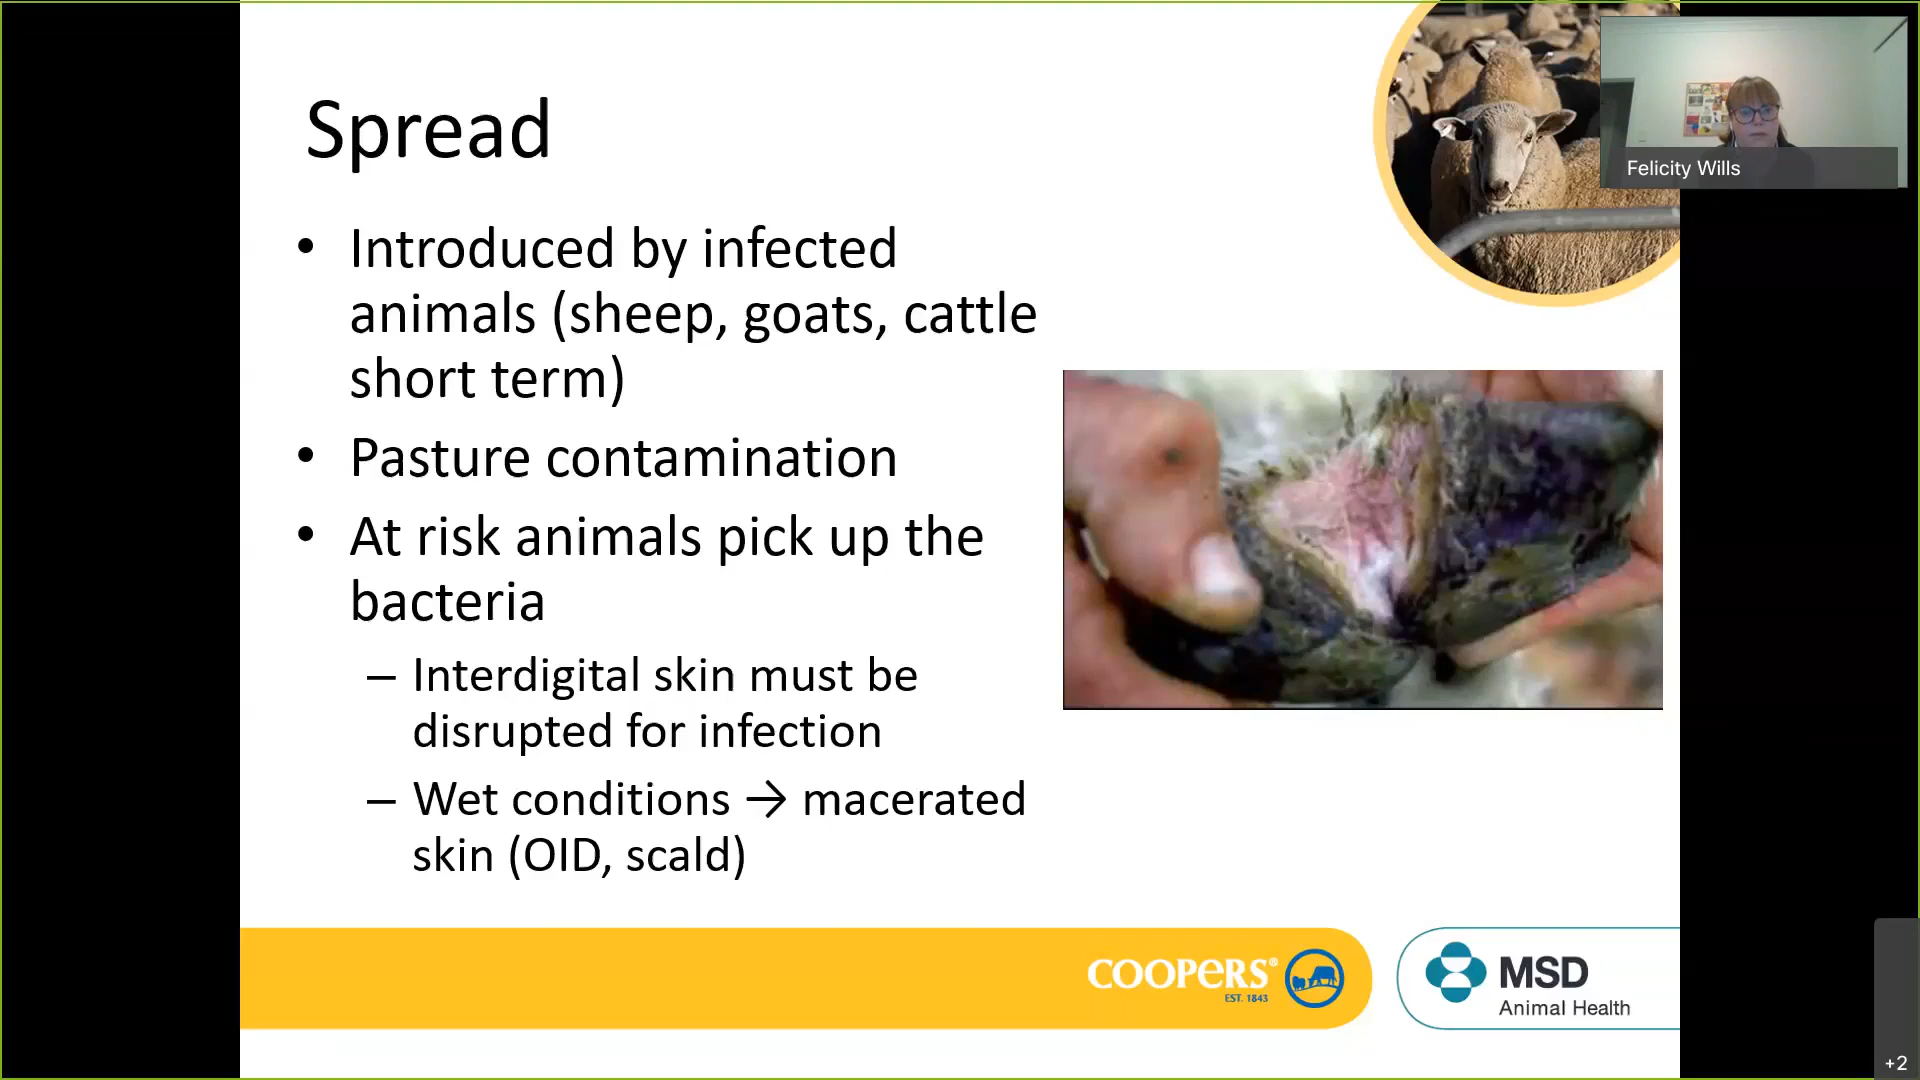 Spread
• Introduced by infected
animals (sheep, goats, cattle
short term)
• Pasture contamination
• At risk animals pick up the
bacteria
– Interdigital skin must be
disrupted for infection
– Wet conditions → macerated
skin (OID, scald)
Felicity Wills
COOPERS®
EST. 1843
MSD
Animal Health
+2